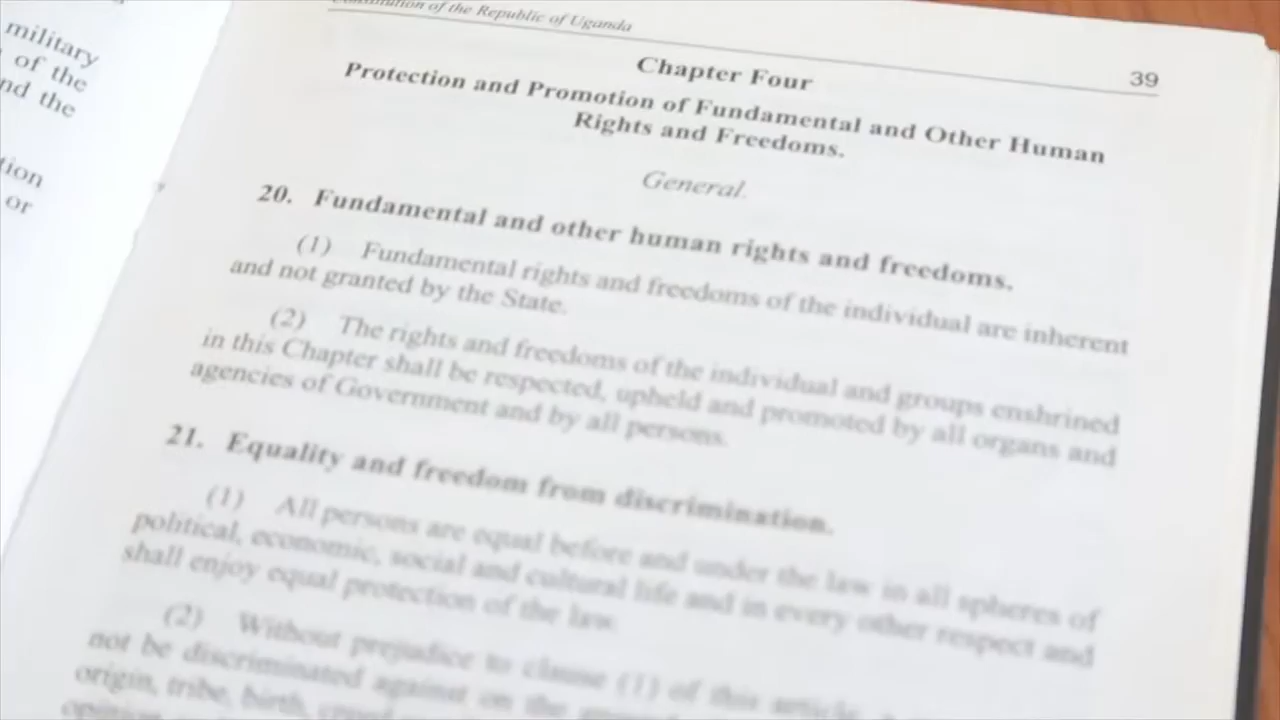 military
of the
nd the
tion
or
Constitution of the Republic of Uganda
39
Chapter Four
Protection and Promotion of Fundamental and Other Human
Rights and Freedoms.
General.
20. Fundamental and other human rights and freedoms.
(1) Fundamental rights and freedoms of the individual are inherent
and not granted by the State.
(2) The rights and freedoms of the individual and groups enshrined
in this Chapter shall be respected, upheld and promoted by all organs and
agencies of Government and by all persons.
21. Equality and freedom from discrimination.
(1) All persons are equal before and under the law in all spheres of
political, economic, social and cultural life and in every other respect and
shall enjoy equal protection of the law.
(2) Without prejudice to clause (1) of this article, a
not be discriminated against on the
origin, tribe, birth,